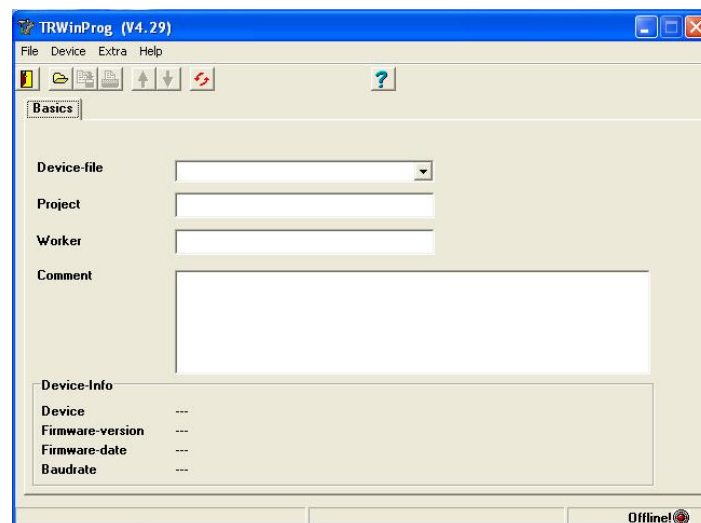 TRWinProg (V4.29)
File Device Extra Help
?
Basics
Device-file
Project
Worker
Comment
Device-Info
Device ---
Firmware-version ---
Firmware-date ---
Baudrate ---
Offline!